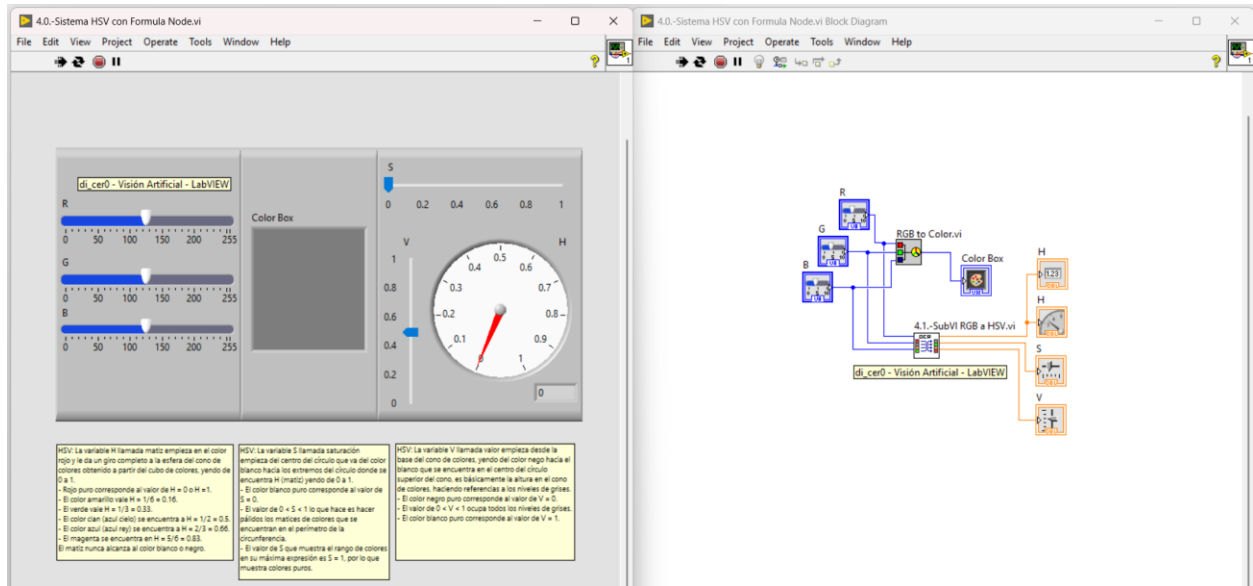 4.0.-Sistema HSV con Formula Node.vi
File Edit View Project Operate Tools Window Help
di_cer0 - Visión Artificial - LabVIEW
R
0 50 100 150 200 255
G
0 50 100 150 200 255
B
0 50 100 150 200 255
Color Box
S
0 0.2 0.4 0.6 0.8 1
V
1
0.8
0.6
0.4
0.2
0
H
0 0.1 0.2 0.3 0.4 0.5 0.6 0.7 0.8 0.9 1
0
HSV: La variable H llamada matiz empieza en el color
rojo y le da un giro completo a la esfera del cono de
colores obtenido a partir del cubo de colores, yendo de
0 a 1.
- Rojo puro corresponde al valor de H = 0 o H =1.
- El color amarillo vale H = 1/6 = 0.16.
- El verde vale H = 1/3 = 0.33.
- El color cian (azul cielo) se encuentra a H = 1/2 = 0.5.
- El color azul (azul rey) se encuentra a H = 2/3 = 0.66.
- El magenta se encuentra en H = 5/6 = 0.83.
El matiz nunca alcanza al color blanco o negro.
HSV: La variable S llamada saturación
empieza del centro del círculo que va del color
blanco hacia los extremos del círculo donde se
encuentra H (matiz) yendo de 0 a 1.
- El color blanco puro corresponde al valor de
S = 0.
- El valor de 0 < S < 1 lo que hace es hacer
pálidos los matices de colores que se
encuentran en el perímetro de la
circunferencia.
- El valor de S que muestra el rango de colores
en su máxima expresión es S = 1, por lo que
muestra colores puros.
HSV: La variable V llamada valor empieza desde la
base del cono de colores, yendo del color nego hacia el
blanco que se encuentra en el centro del círculo
superior del cono, es básicamente la altura en el cono
de colores, haciendo referencias a los niveles de grises.
- El color negro puro corresponde al valor de V = 0.
- El valor de 0 < V < 1 ocupa todos los niveles de grises.
- El color blanco puro corresponde al valor de V = 1.
4.0.-Sistema HSV con Formula Node.vi Block Diagram
File Edit View Project Operate Tools Window Help
R
G
B
RGB to Color.vi
Color Box
4.1.-SubVI RGB a HSV.vi
di_cer0 - Visión Artificial - LabVIEW
H
1.23
H
S
V